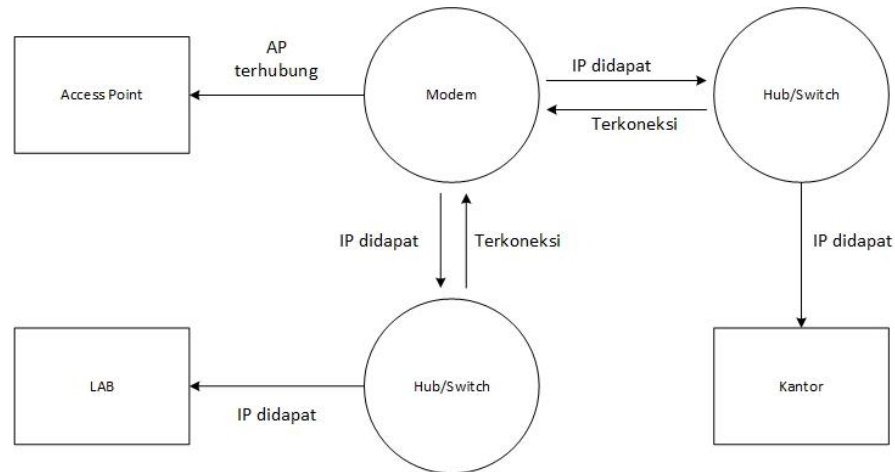 AP
terhubung
Access Point
Modem
IP didapat
Terkoneksi
Hub/Switch
IP didapat
Terkoneksi
IP didapat
LAB
IP didapat
Hub/Switch
Kantor